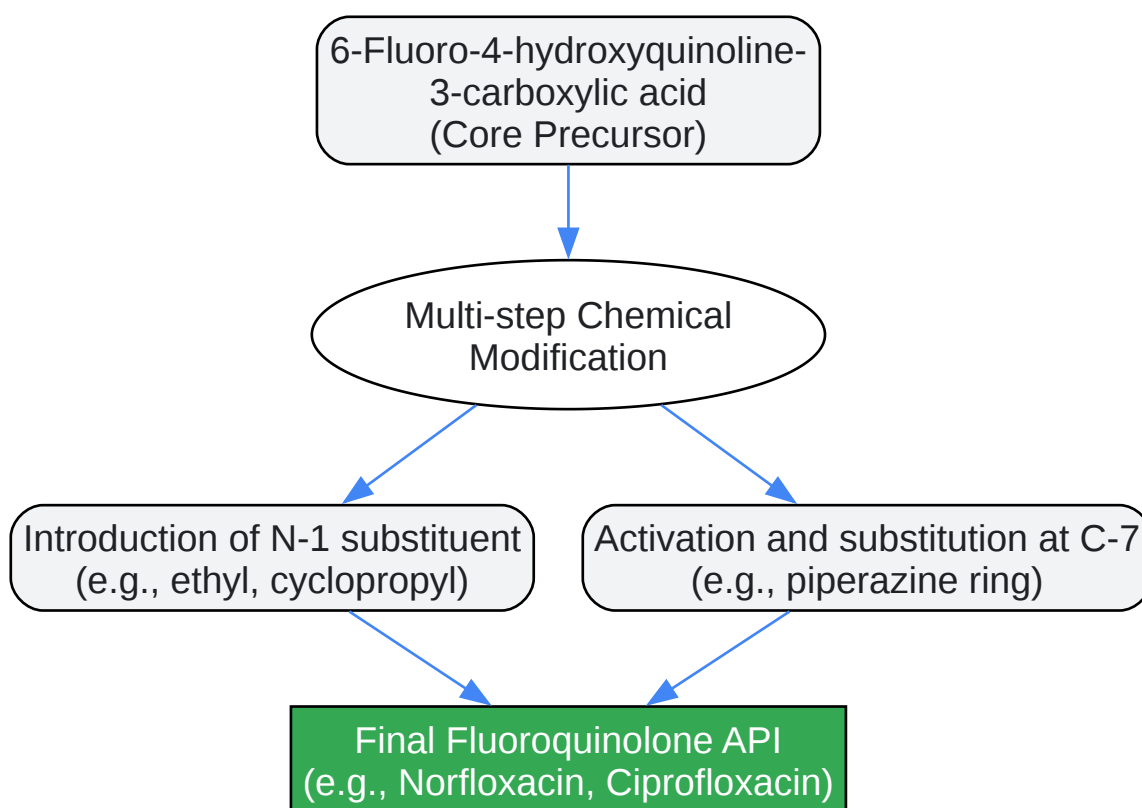 6-Fluoro-4-hydroxyquinoline-
3-carboxylic acid
(Core Precursor)
Multi-step Chemical
Modification
Introduction of N-1 substituent
(e.g., ethyl, cyclopropyl)
Activation and substitution at C-7
(e.g., piperazine ring)
Final Fluoroquinolone API
(e.g., Norfloxacin, Ciprofloxacin)